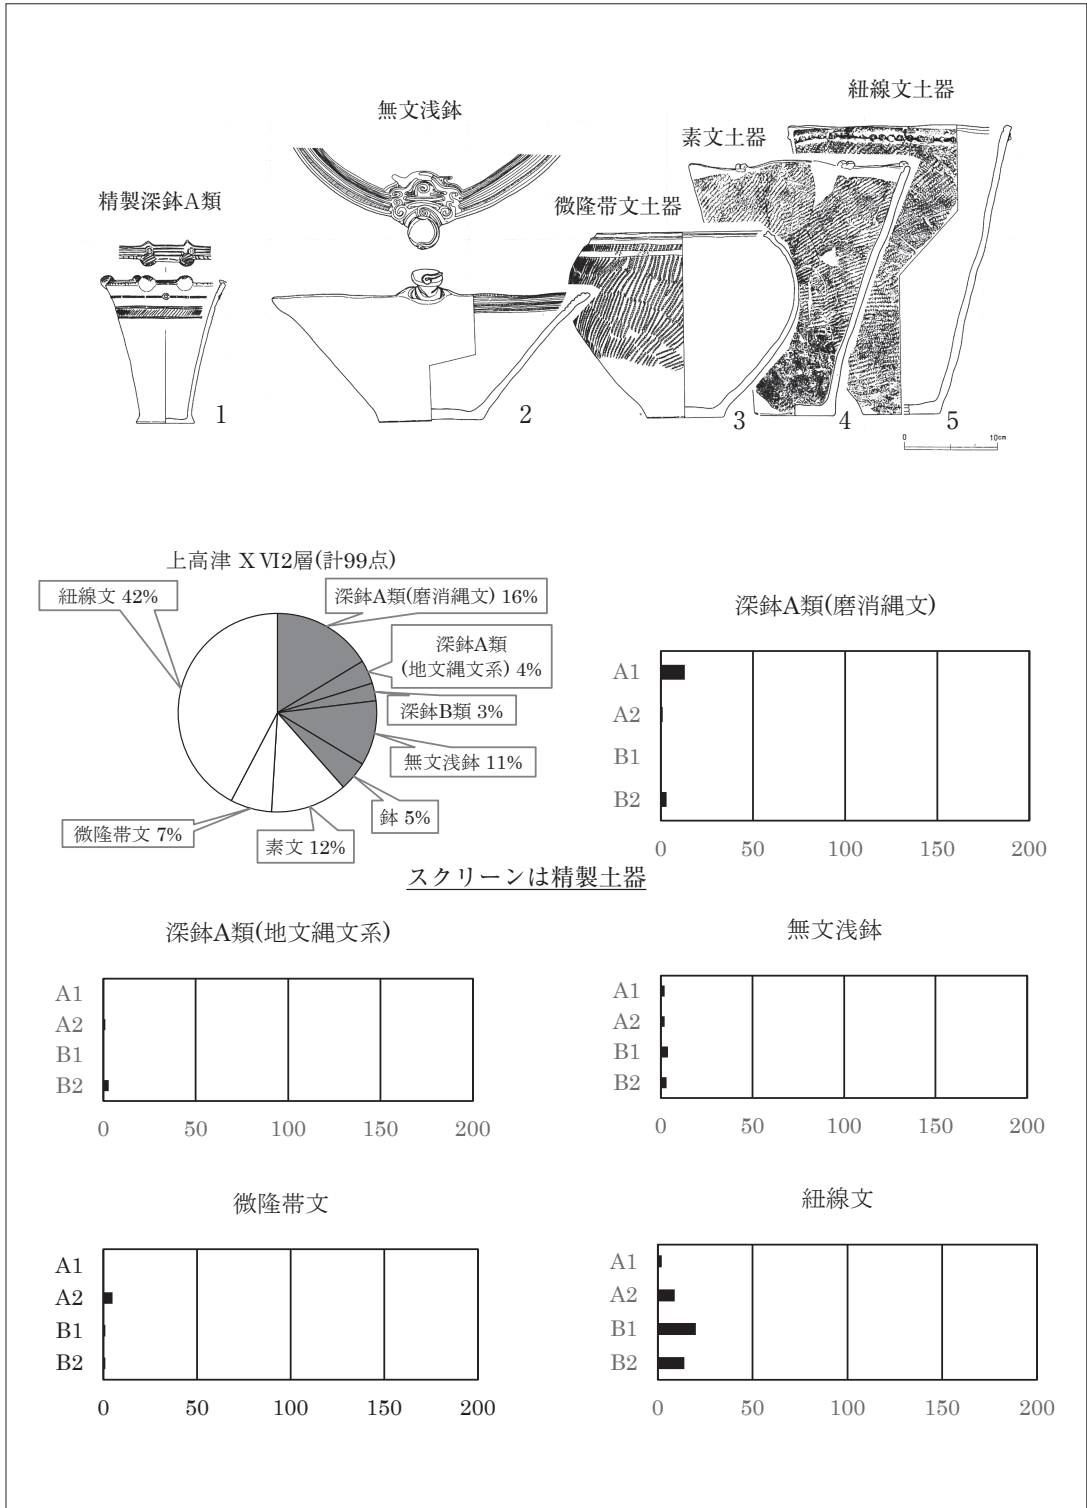 無文浅鉢
紐線文土器
素文土器
精製深鉢A類
微隆帯文土器
1
2
3
4
5
0 10cm
上高津 XⅥ2層(計99点)
紐線文 42%
深鉢A類(磨消縄文) 16%
深鉢A類
(地文縄文系) 4%
深鉢B類 3%
無文浅鉢 11%
鉢 5%
素文 12%
微隆帯文 7%
スクリーンは精製土器
深鉢A類(磨消縄文)
A1
A2
B1
B2
0 50 100 150 200
深鉢A類(地文縄文系)
A1
A2
B1
B2
0 50 100 150 200
無文浅鉢
A1
A2
B1
B2
0 50 100 150 200
微隆帯文
A1
A2
B1
B2
0 50 100 150 200
紐線文
A1
A2
B1
B2
0 50 100 150 200